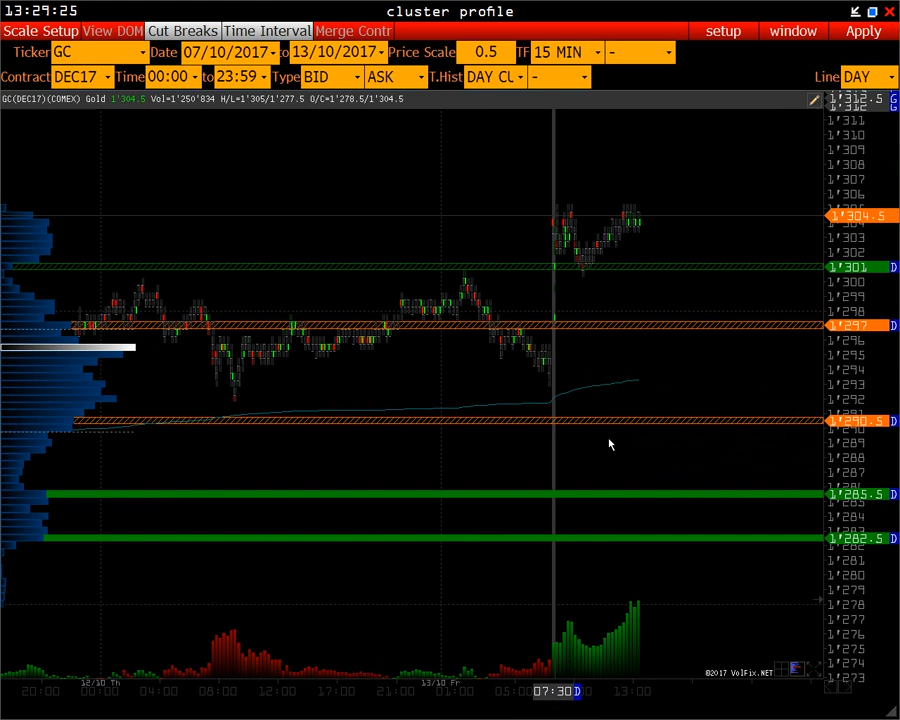 13:29:25 cluster profile
Scale Setup View DOM Cut Breaks Time Interval Merge Contr setup window Apply
Ticker GC Date 07/10/2017 to 13/10/2017 Price Scale 0.5 TF 15 MIN -
Contract DEC17 Time 00:00 to 23:59 Type BID ASK T.Hist DAY CL - Line DAY
GC(DEC17)(COMEX) Gold 1'304.5 Vol=1'250'834 H/L=1'305/1'277.5 O/C=1'278.5/1'304.5
1'312.5 G
1'312 G
1'311
1'310
1'309
1'308
1'307
1'306
1'304.5
1'303
1'302
1'301 D
1'300
1'299
1'298
1'297 D
1'296
1'295
1'294
1'293
1'292
1'290.5 D
1'289
1'288
1'287
1'285.5 D
1'284
1'282.5 D
1'281
1'280
1'279
1'278
1'277
1'276
1'275
1'274
1'273
©2017 VolFix.NET
12/10 Th 13/10 Fr
20:00 00:00 04:00 08:00 12:00 17:00 21:00 01:00 05:00 07:30 D 13:00